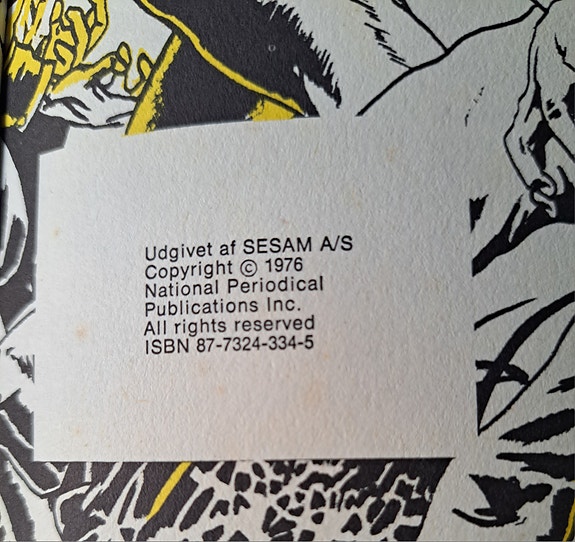 Udgivet af SESAM A/S
Copyright © 1976
National Periodical
Publications Inc.
All rights reserved
ISBN 87-7324-334-5